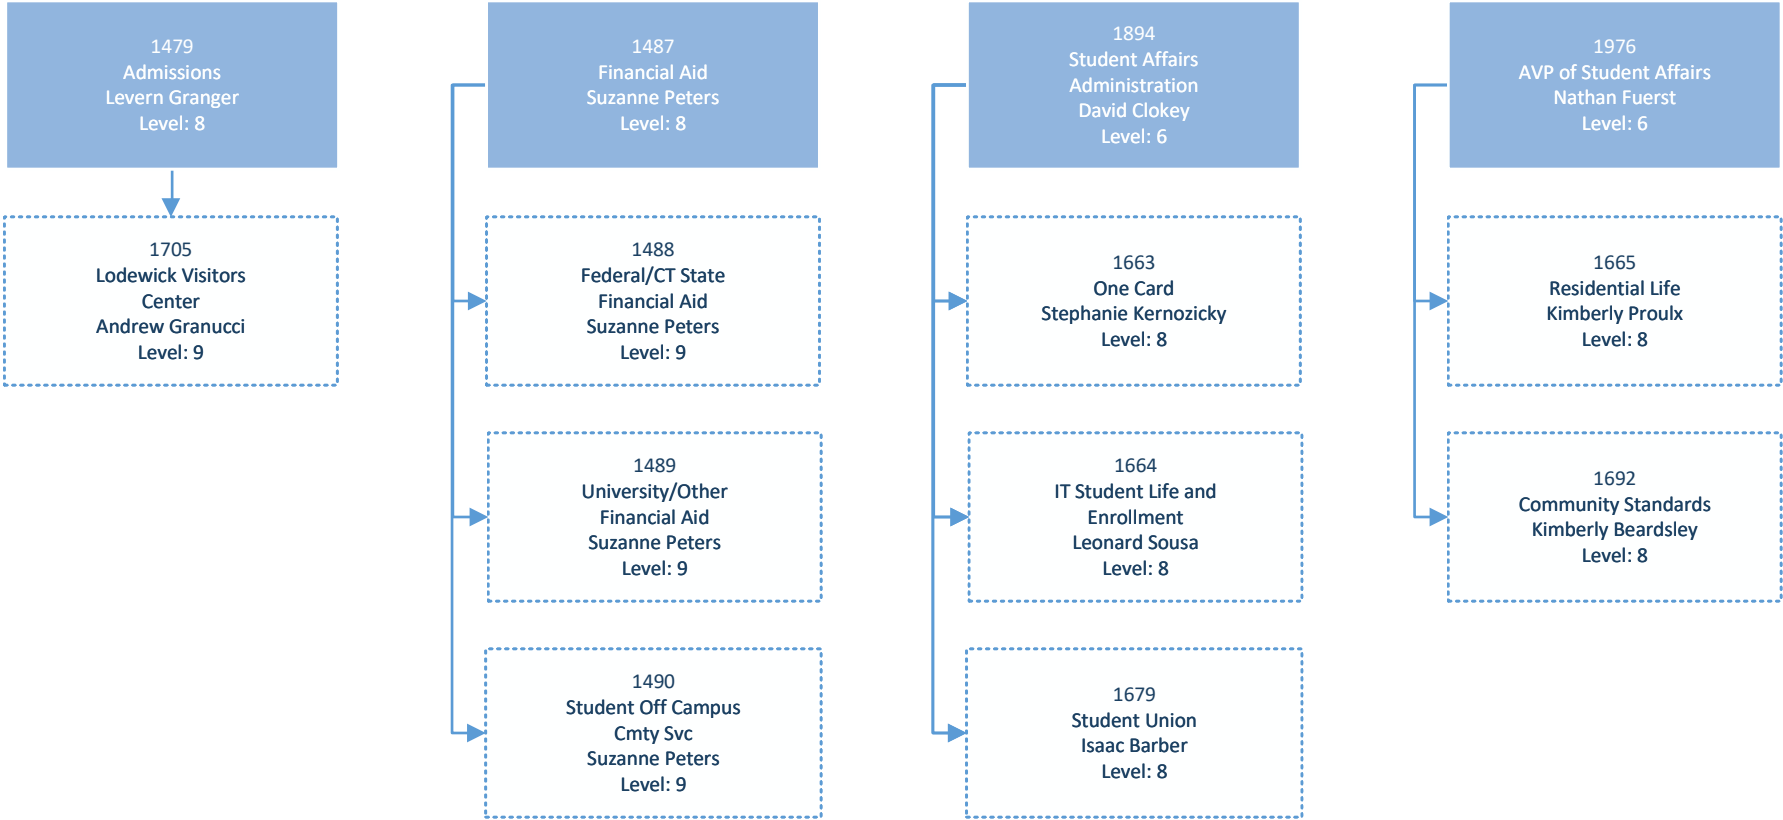 1479
Admissions
Levern Granger
Level: 8
1705
Lodewick Visitors
Center
Andrew Granucci
Level: 9
1487
Financial Aid
Suzanne Peters
Level: 8
1488
Federal/CT State
Financial Aid
Suzanne Peters
Level: 9
1489
University/Other
Financial Aid
Suzanne Peters
Level: 9
1490
Student Off Campus
Cmty Svc
Suzanne Peters
Level: 9
1894
Student Affairs
Administration
David Clokey
Level: 6
1663
One Card
Stephanie Kernozicky
Level: 8
1664
IT Student Life and
Enrollment
Leonard Sousa
Level: 8
1679
Student Union
Isaac Barber
Level: 8
1976
AVP of Student Affairs
Nathan Fuerst
Level: 6
1665
Residential Life
Kimberly Proulx
Level: 8
1692
Community Standards
Kimberly Beardsley
Level: 8